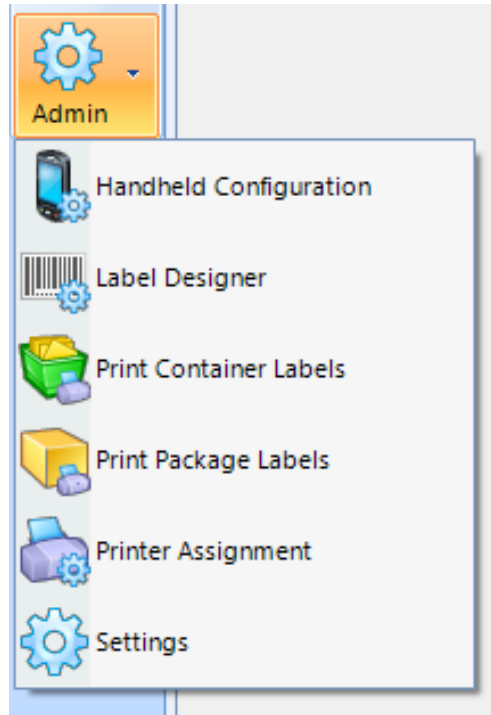 Admin
Handheld Configuration
Label Designer
Print Container Labels
Print Package Labels
Printer Assignment
Settings